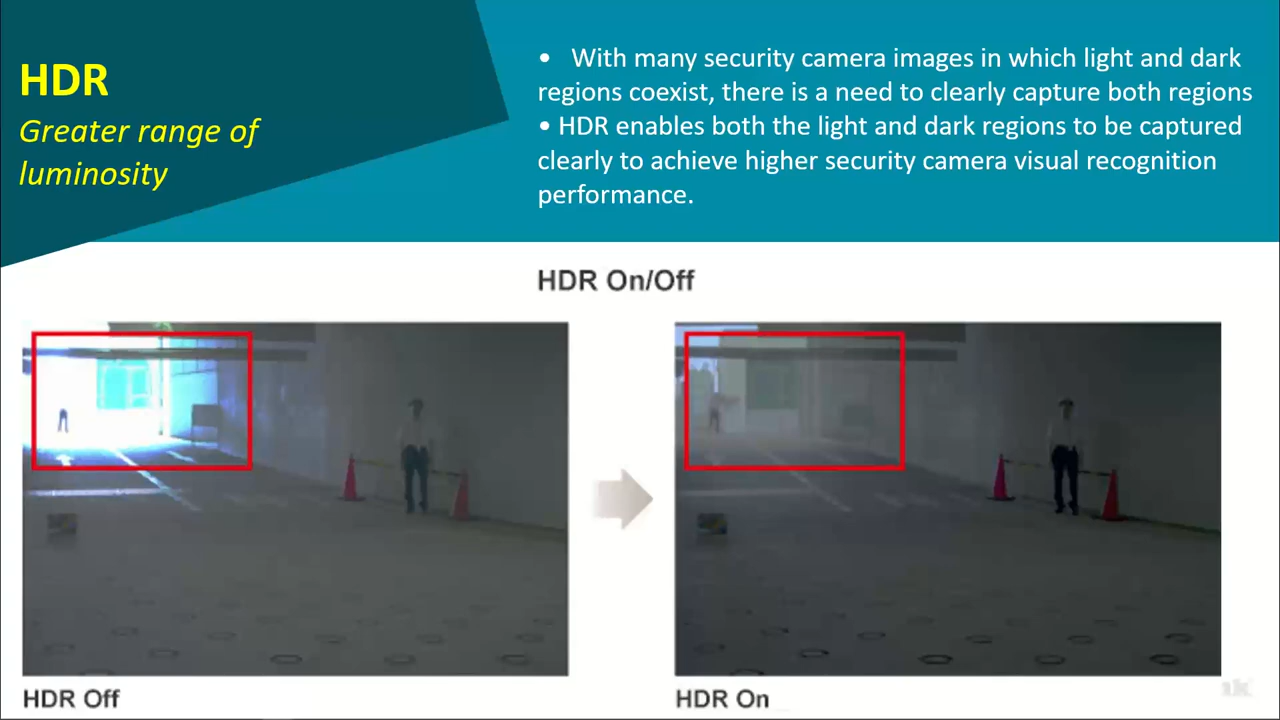 HDR
Greater range of
luminosity
• With many security camera images in which light and dark
regions coexist, there is a need to clearly capture both regions
• HDR enables both the light and dark regions to be captured
clearly to achieve higher security camera visual recognition
performance.
HDR On/Off
HDR Off
HDR On